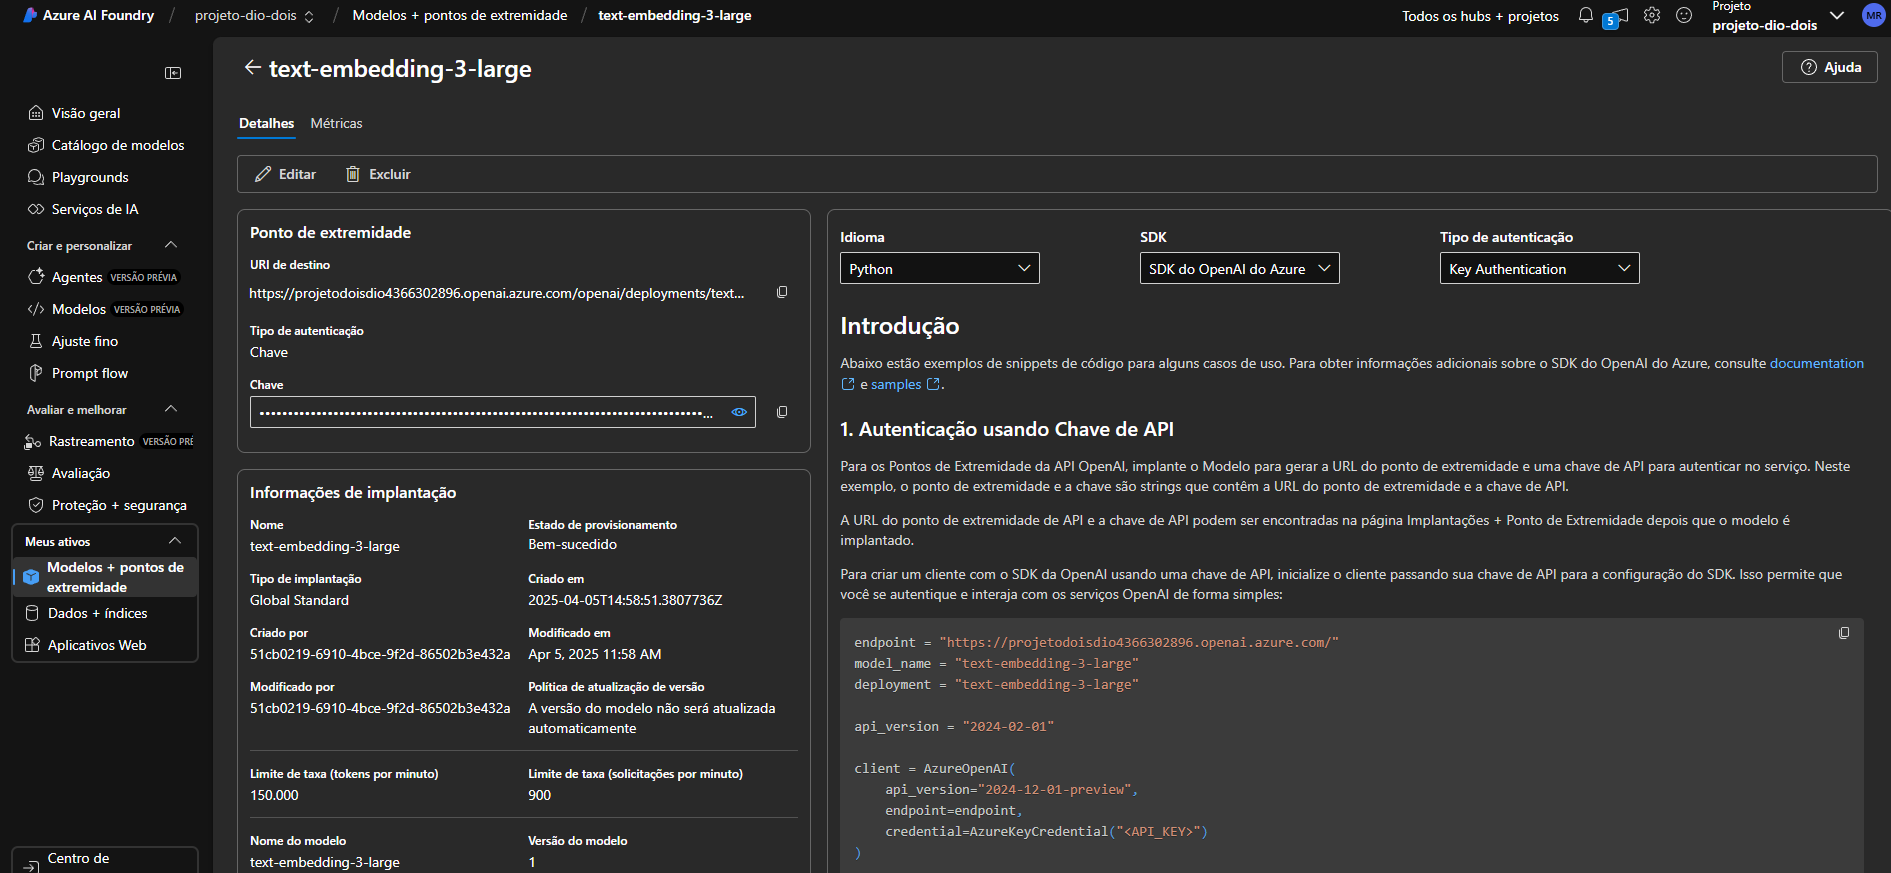 Azure AI Foundry / projeto-dio-dois / Modelos + pontos de extremidade / text-embedding-3-large
Todos os hubs + projetos
5
Projeto
projeto-dio-dois
MR
text-embedding-3-large
Ajuda
Visão geral
Catálogo de modelos
Playgrounds
Serviços de IA
Criar e personalizar
Agentes VERSÃO PRÉVIA
Modelos VERSÃO PRÉVIA
Ajuste fino
Prompt flow
Avaliar e melhorar
Rastreamento VERSÃO PRÉ
Avaliação
Proteção + segurança
Meus ativos
Modelos + pontos de
extremidade
Dados + índices
Aplicativos Web
Centro de
Detalhes Métricas
Editar Excluir
Ponto de extremidade
URI de destino
https://projetodoisdio4366302896.openai.azure.com/openai/deployments/text...
Tipo de autenticação
Chave
Chave
Informações de implantação
Nome
text-embedding-3-large
Estado de provisionamento
Bem-sucedido
Tipo de implantação
Global Standard
Criado em
2025-04-05T14:58:51.3807736Z
Criado por
51cb0219-6910-4bce-9f2d-86502b3e432a
Modificado em
Apr 5, 2025 11:58 AM
Modificado por
51cb0219-6910-4bce-9f2d-86502b3e432a
Política de atualização de versão
A versão do modelo não será atualizada
automaticamente
Limite de taxa (tokens por minuto)
150.000
Limite de taxa (solicitações por minuto)
900
Nome do modelo
text-embedding-3-large
Versão do modelo
1
Idioma
Python
SDK
SDK do OpenAI do Azure
Tipo de autenticação
Key Authentication
Introdução
Abaixo estão exemplos de snippets de código para alguns casos de uso. Para obter informações adicionais sobre o SDK do OpenAI do Azure, consulte documentation
e samples .
1. Autenticação usando Chave de API
Para os Pontos de Extremidade da API OpenAI, implante o Modelo para gerar a URL do ponto de extremidade e uma chave de API para autenticar no serviço. Neste
exemplo, o ponto de extremidade e a chave são strings que contêm a URL do ponto de extremidade e a chave de API.
A URL do ponto de extremidade de API e a chave de API podem ser encontradas na página Implantações + Ponto de Extremidade depois que o modelo é
implantado.
Para criar um cliente com o SDK da OpenAI usando uma chave de API, inicialize o cliente passando sua chave de API para a configuração do SDK. Isso permite que
você se autentique e interaja com os serviços OpenAI de forma simples:
endpoint = "https://projetodoisdio4366302896.openai.azure.com/"
model_name = "text-embedding-3-large"
deployment = "text-embedding-3-large"
api_version = "2024-02-01"
client = AzureOpenAI(
api_version="2024-12-01-preview",
endpoint=endpoint,
credential=AzureKeyCredential("<API_KEY>")
)